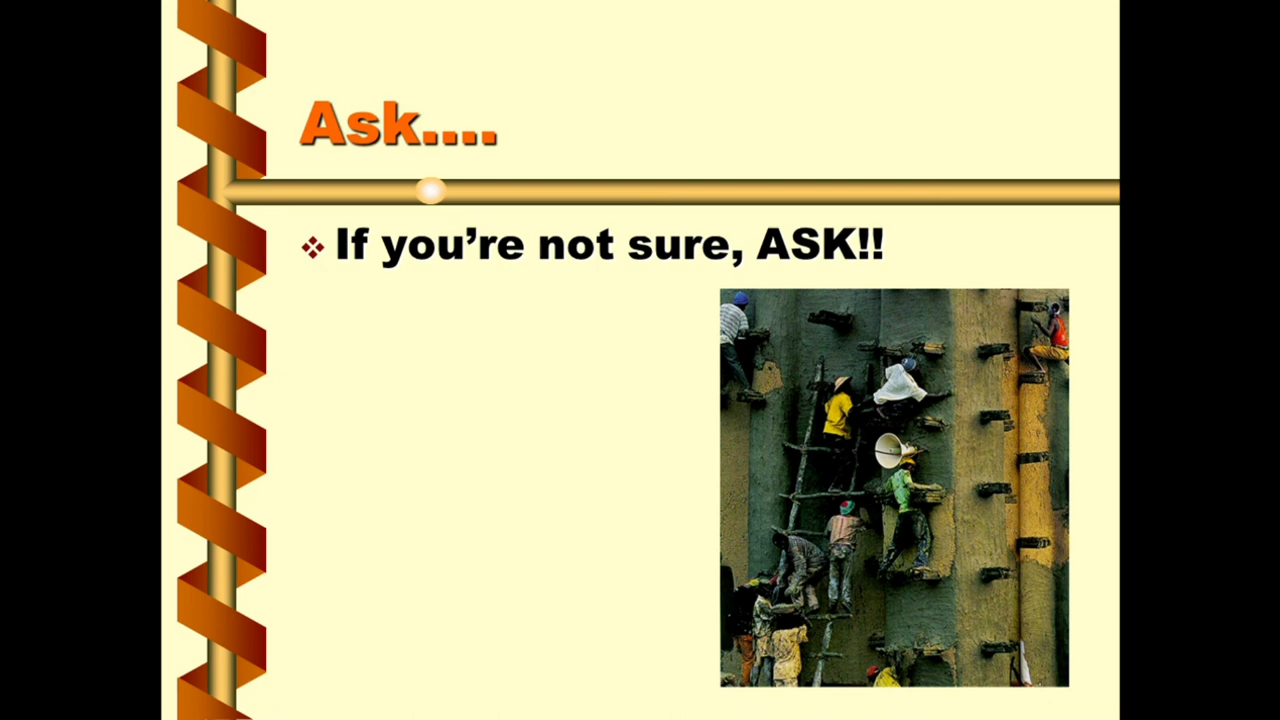 Ask....
If you’re not sure, ASK!!